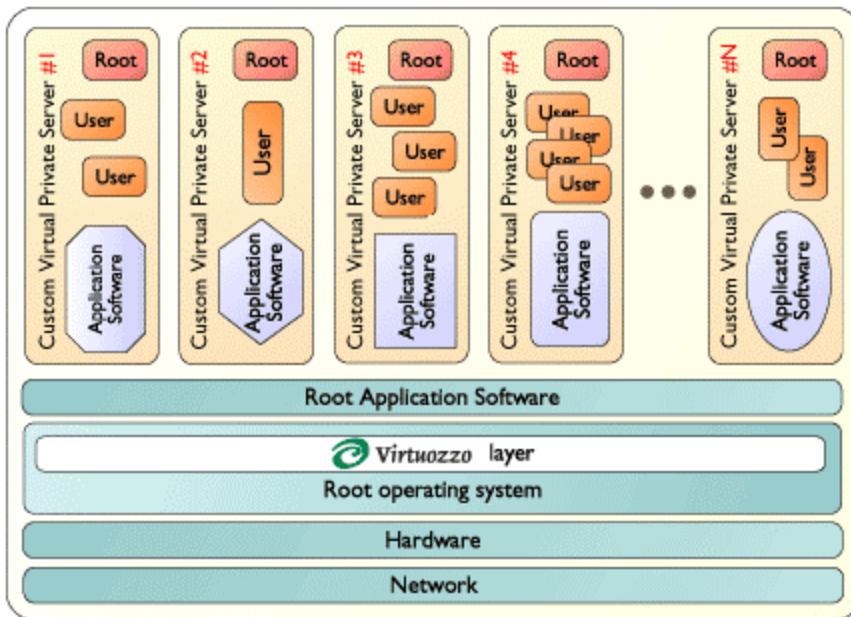 Custom Virtual Private Server #1
Root
User
User
Application
Software
Custom Virtual Private Server #2
Root
User
Application
Software
Custom Virtual Private Server #3
Root
User
User
User
Application
Software
Custom Virtual Private Server #4
Root
User
User
User
User
Application
Software
Custom Virtual Private Server #N
Root
User
User
Application
Software
Root Application Software
Virtuozzo layer
Root operating system
Hardware
Network